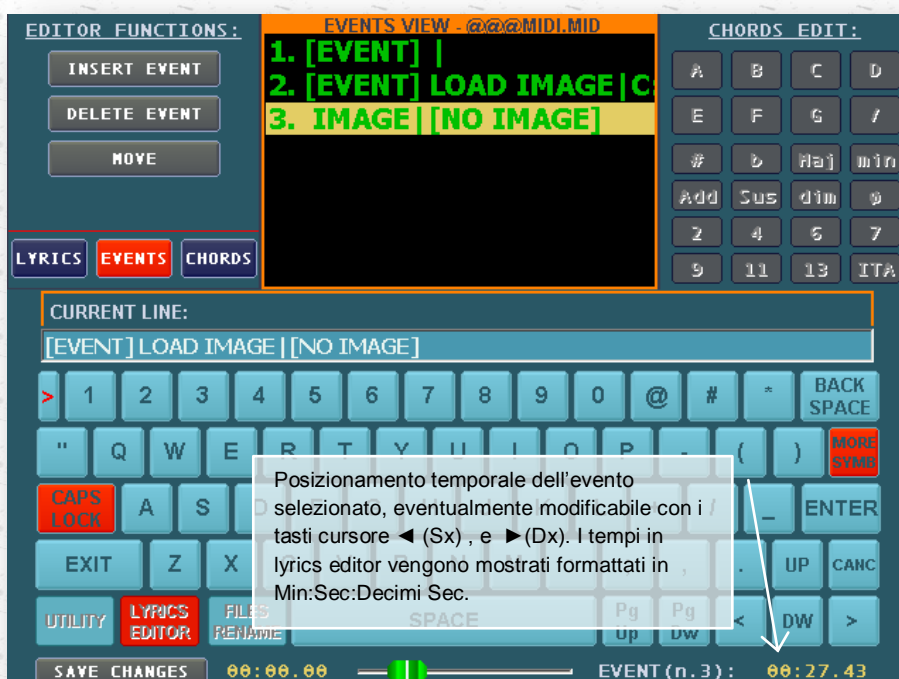 EDITOR FUNCTIONS:
INSERT EVENT
DELETE EVENT
MOVE
LYRICS EVENTS CHORDS
EVENTS VIEW - @@@MIDI.MID
1. [EVENT] |
2. [EVENT] LOAD IMAGE|C:
3. IMAGE|[NO IMAGE]
CHORDS EDIT:
A B C D
E F G /
# b Maj min
Add Sus dim ø
2 4 6 7
9 11 13 ITA
CURRENT LINE:
[EVENT] LOAD IMAGE|[NO IMAGE]
> 1 2 3 4 5 6 7 8 9 0 @ # * BACK SPACE
" Q W E R T Y U I O P - ( ) MORE SYMB
CAPS LOCK A S D / _ ENTER
EXIT Z X , . UP CANC
UTILITY LYRICS EDITOR FILES RENAME SPACE Pg Up Pg Dw < DW >
Posizionamento temporale dell'evento
selezionato, eventualmente modificabile con i
tasti cursore ◄ (Sx) , e ►(Dx). I tempi in
lyrics editor vengono mostrati formattati in
Min:Sec:Decimi Sec.
SAVE CHANGES 00:00.00 EVENT(n.3): 00:27.43